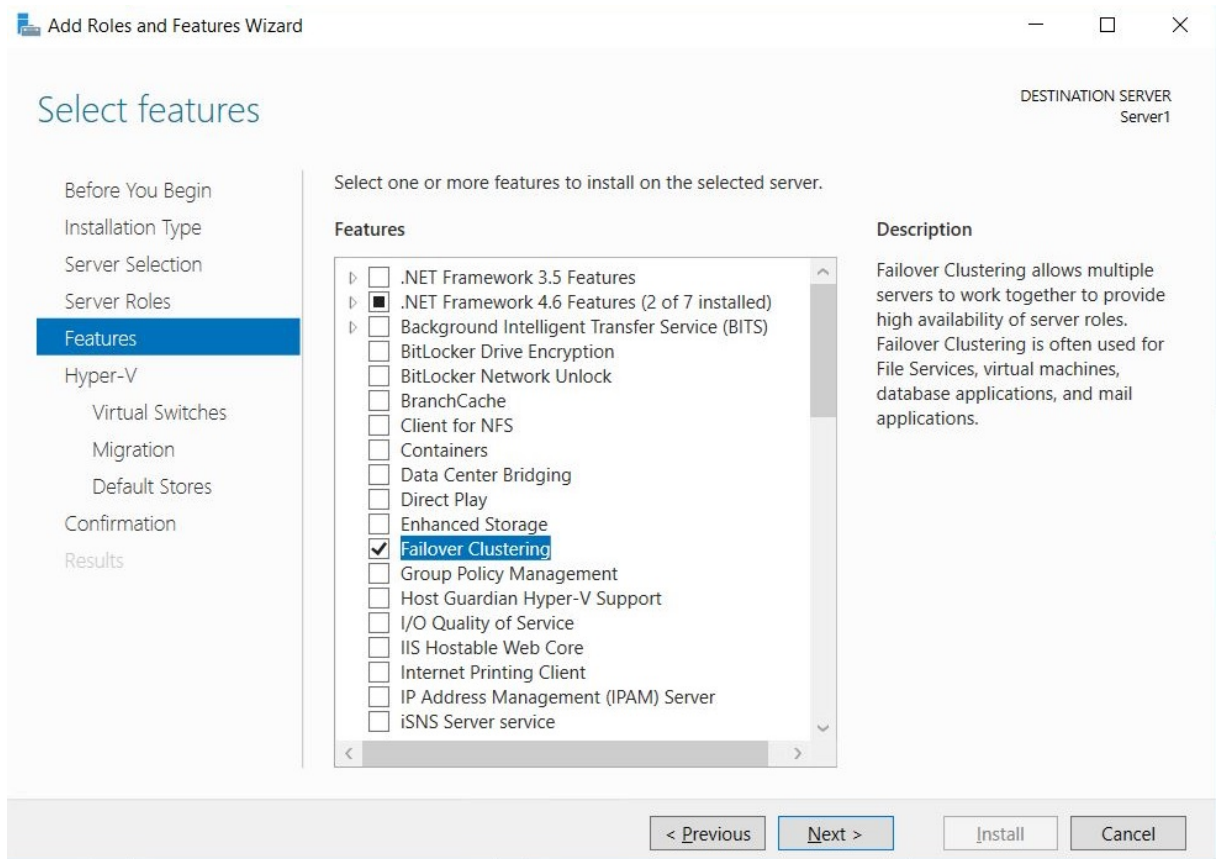 Add Roles and Features Wizard
Select features
DESTINATION SERVER
Server1
Before You Begin
Installation Type
Server Selection
Server Roles
Features
Hyper-V
Virtual Switches
Migration
Default Stores
Confirmation
Results
Select one or more features to install on the selected server.
Features
.NET Framework 3.5 Features
.NET Framework 4.6 Features (2 of 7 installed)
Background Intelligent Transfer Service (BITS)
BitLocker Drive Encryption
BitLocker Network Unlock
BranchCache
Client for NFS
Containers
Data Center Bridging
Direct Play
Enhanced Storage
Failover Clustering
Group Policy Management
Host Guardian Hyper-V Support
I/O Quality of Service
IIS Hostable Web Core
Internet Printing Client
IP Address Management (IPAM) Server
iSNS Server service
Description
Failover Clustering allows multiple
servers to work together to provide
high availability of server roles.
Failover Clustering is often used for
File Services, virtual machines,
database applications, and mail
applications.
< Previous
Next >
Install
Cancel